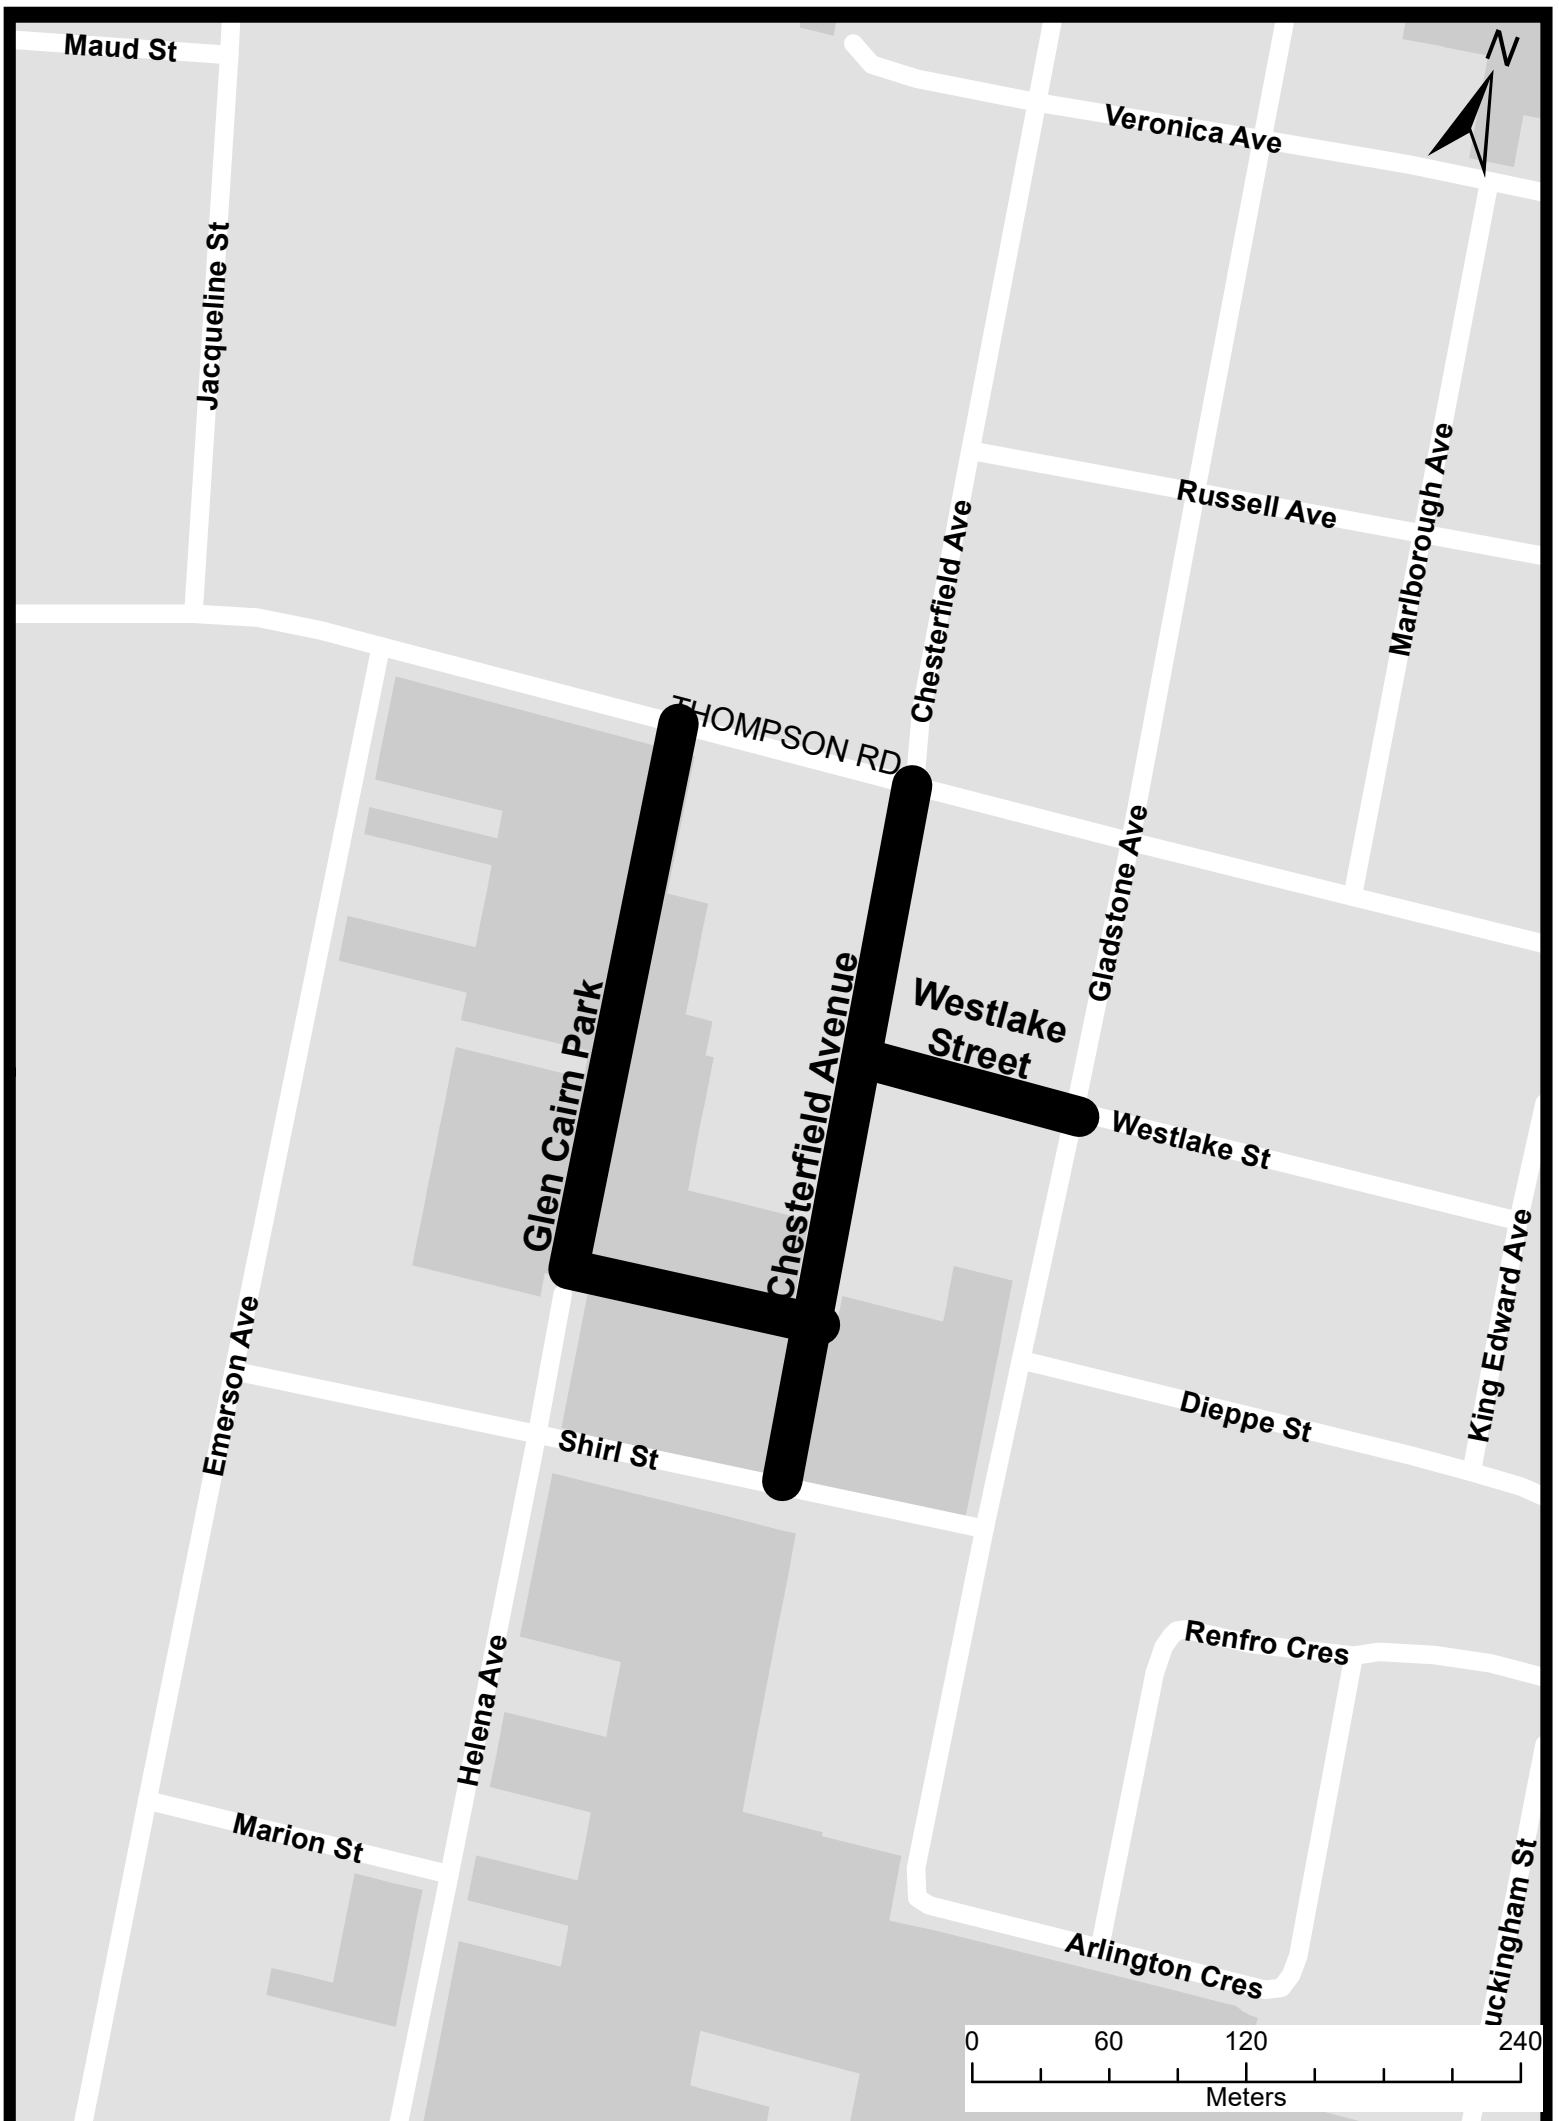 Maud St
N
Veronica Ave
Jacqueline St
Marlborough Ave
Russell Ave
Chesterfield Ave
THOMPSON RD
Gladstone Ave
Westlake
Street
Chesterfield Avenue
Glen Cairn Park
Westlake St
King Edward Ave
Emerson Ave
Dieppe St
Shirl St
Renfro Cres
Helena Ave
Marion St
uckingham St
Arlington Cres
0 60 120 240
Meters